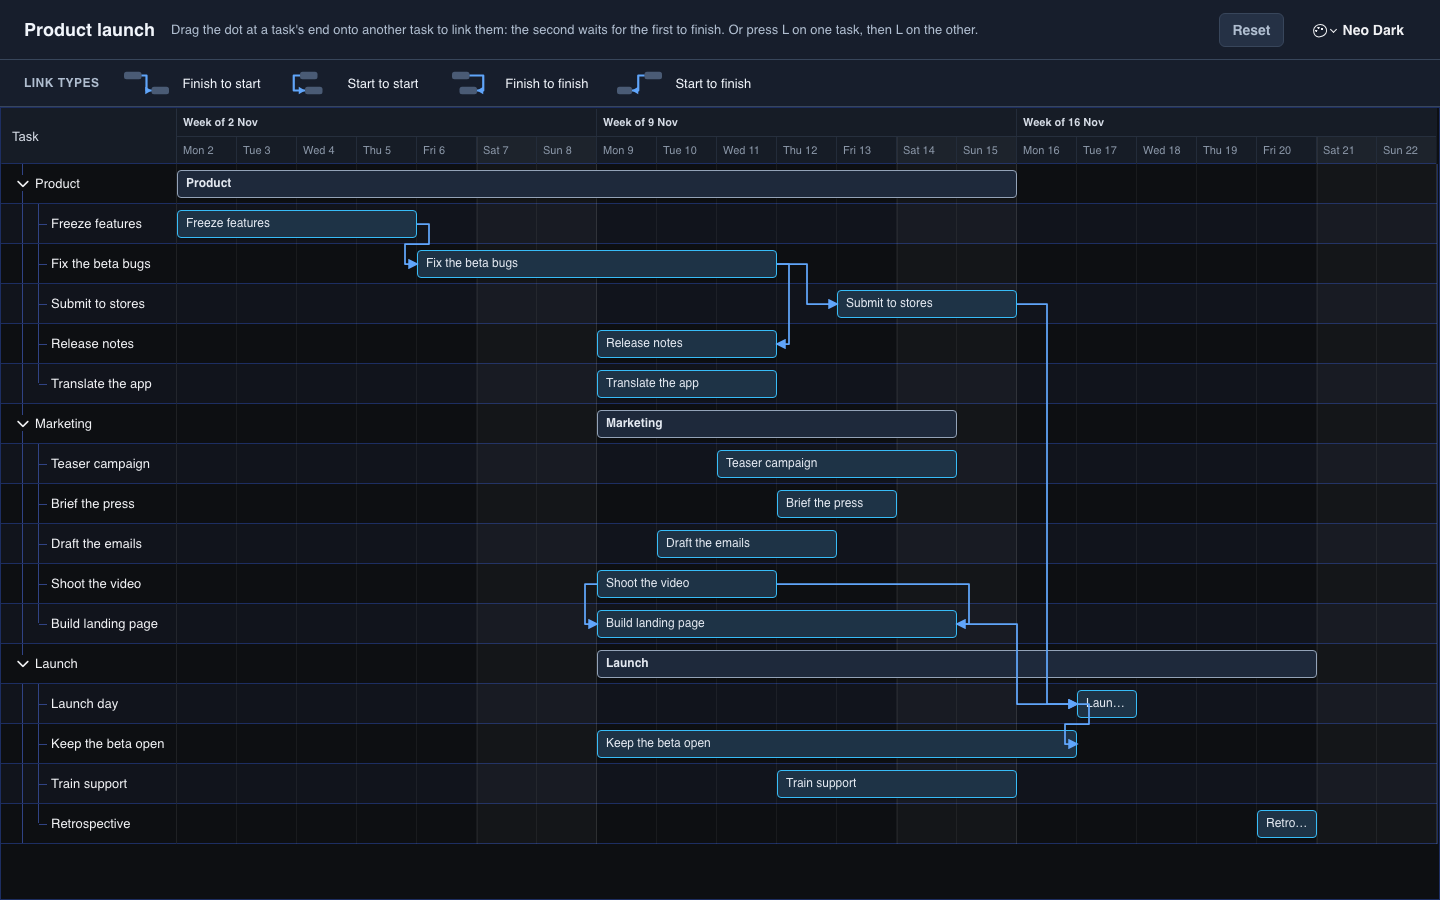 Product launch
Drag the dot at a task's end onto another task to link them: the second waits for the first to finish. Or press L on one task, then L on the other.
Reset
Neo Dark
LINK TYPES
Finish to start
Start to start
Finish to finish
Start to finish
Task
Week of 2 Nov
Week of 9 Nov
Week of 16 Nov
Mon 2
Tue 3
Wed 4
Thu 5
Fri 6
Sat 7
Sun 8
Mon 9
Tue 10
Wed 11
Thu 12
Fri 13
Sat 14
Sun 15
Mon 16
Tue 17
Wed 18
Thu 19
Fri 20
Sat 21
Sun 22
Product
Product
Freeze features
Freeze features
Fix the beta bugs
Fix the beta bugs
Submit to stores
Submit to stores
Release notes
Release notes
Translate the app
Translate the app
Marketing
Marketing
Teaser campaign
Teaser campaign
Brief the press
Brief the press
Draft the emails
Draft the emails
Shoot the video
Shoot the video
Build landing page
Build landing page
Launch
Launch
Launch day
Laun…
Keep the beta open
Keep the beta open
Train support
Train support
Retrospective
Retro…